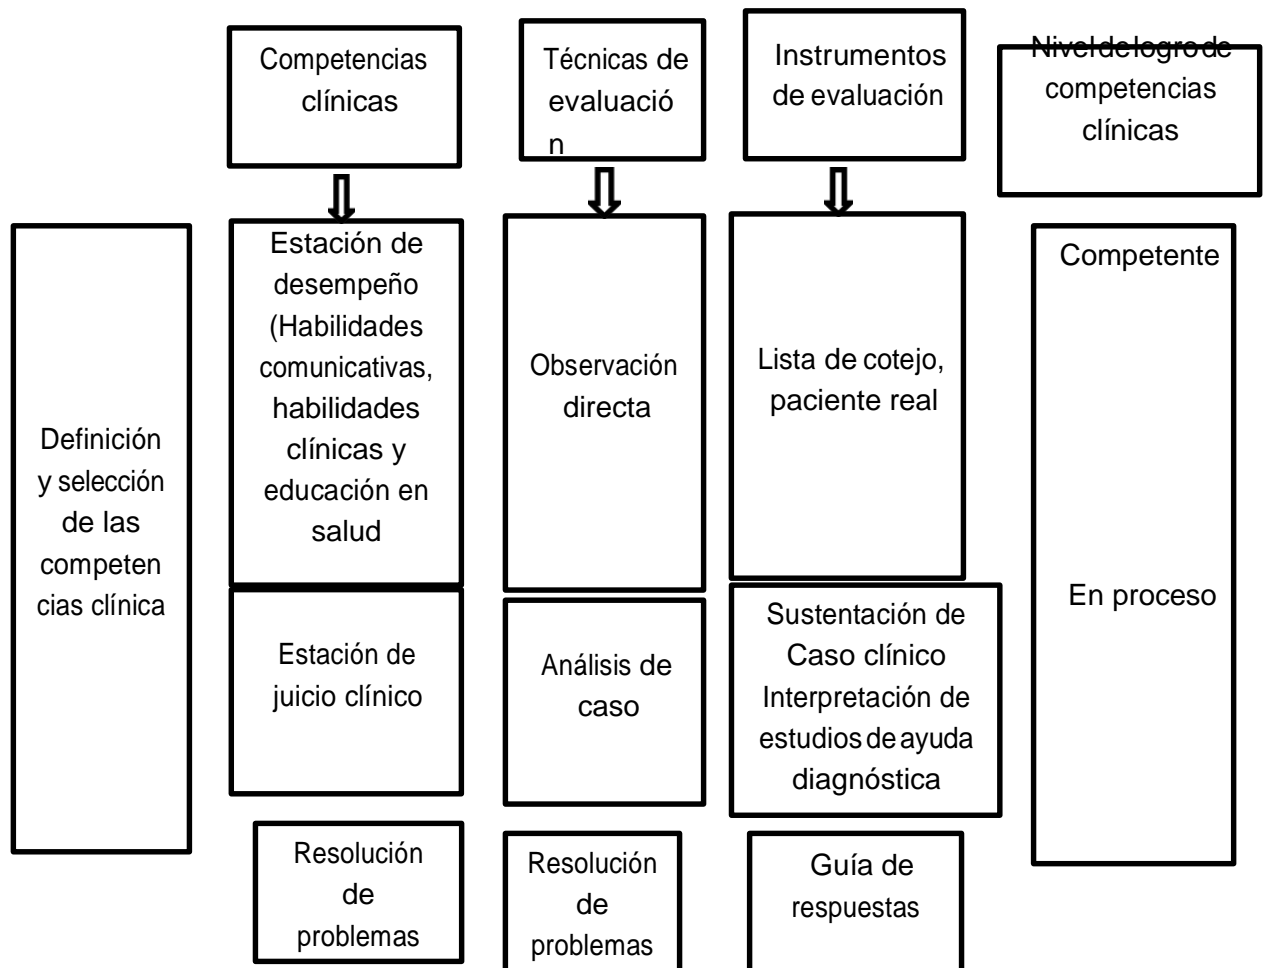 Competencias
clínicas
Técnicas de
evaluació
n
Instrumentos
de evaluación
Nivel de logro de
competencias
clínicas
Definición
y selección
de las
competen
cias clínica
Estación de
desempeño
(Habilidades
comunicativas,
habilidades
clínicas y
educación en
salud
Observación
directa
Lista de cotejo,
paciente real
Competente
En proceso
Estación de
juicio clínico
Análisis de
caso
Sustentación de
Caso clínico
Interpretación de
estudios de ayuda
diagnóstica
Resolución
de
problemas
Resolución
de
problemas
Guía de
respuestas